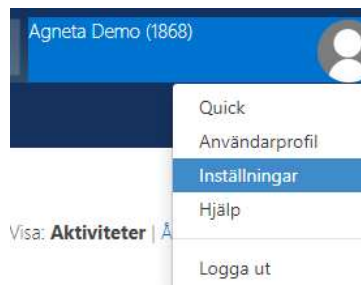 Agneta Demo (1868)
Quick
Användarprofil
Inställningar
Hjälp
Visa: Aktiviteter | Å
Logga ut